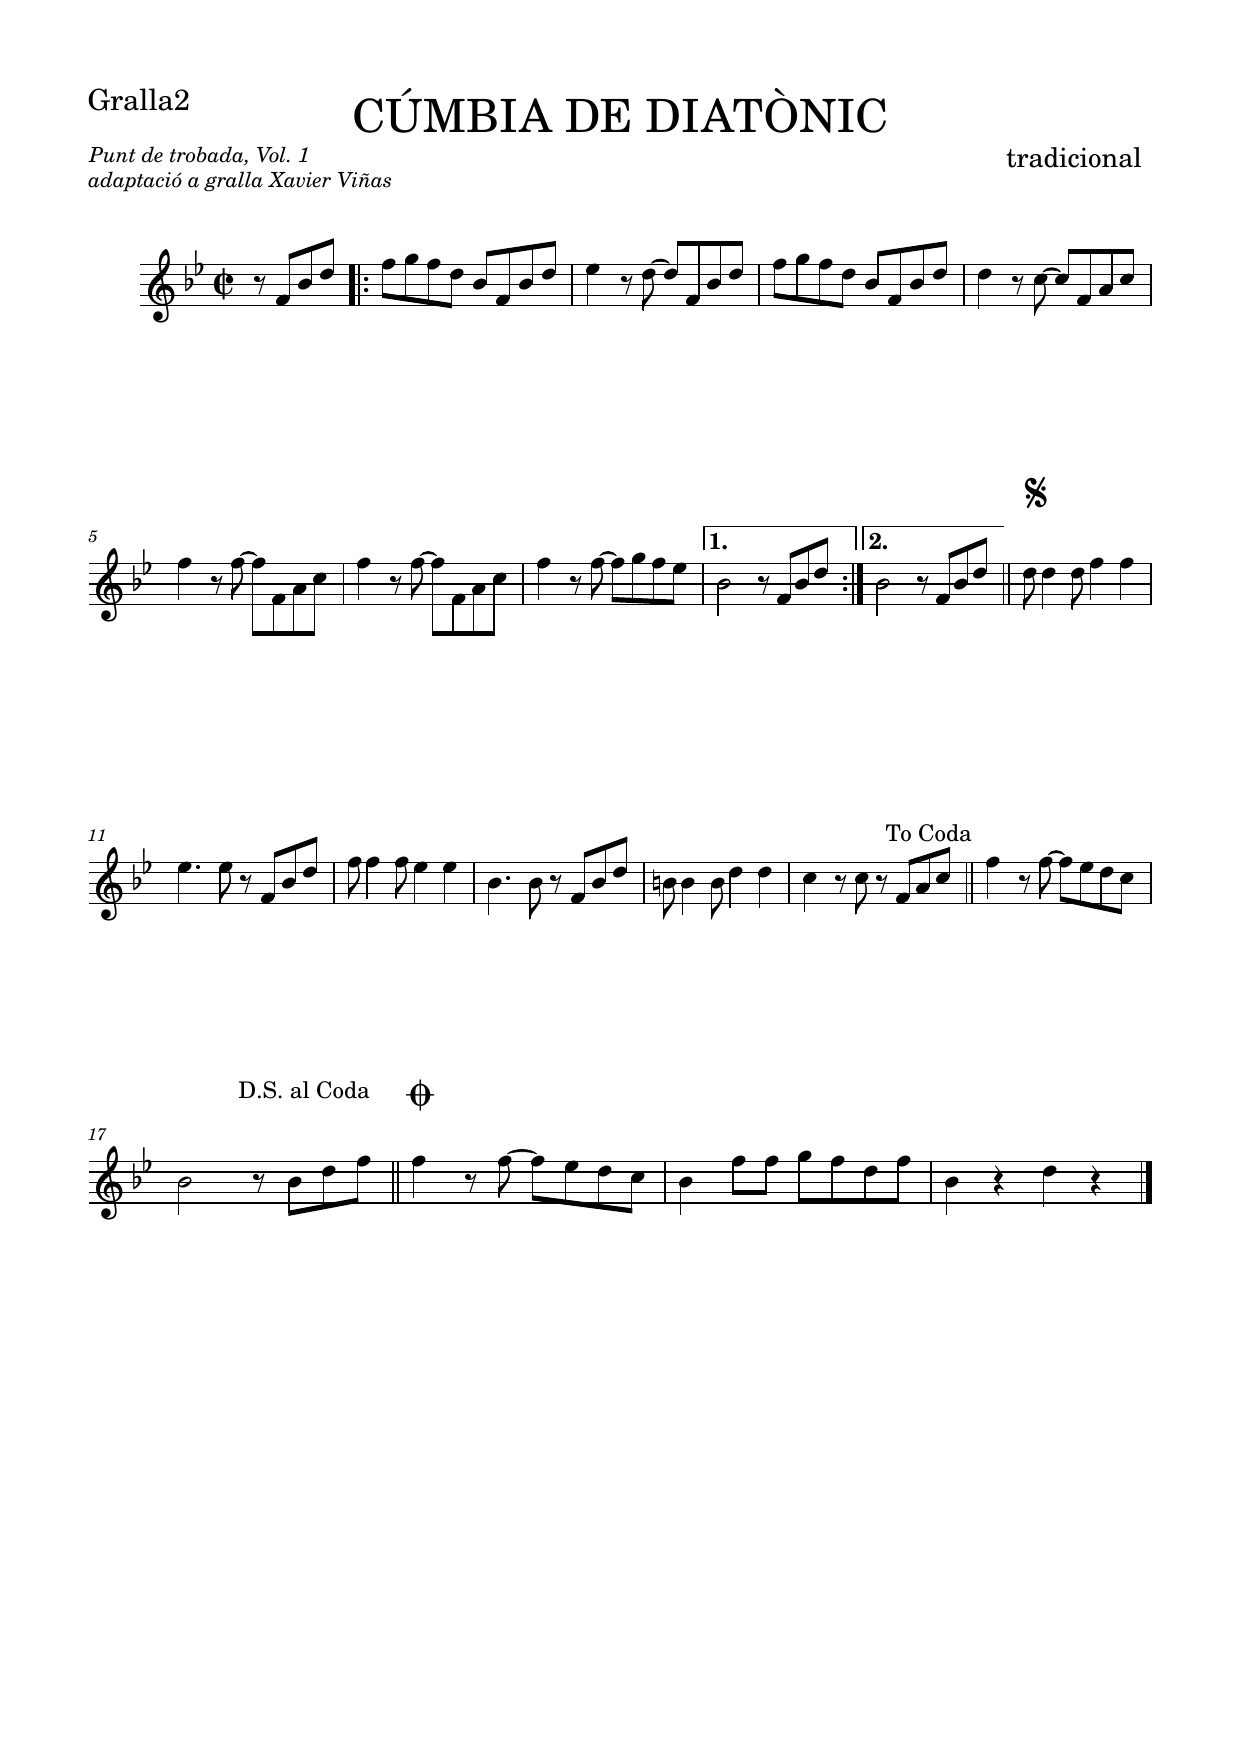 Gralla2
CÚMBIA DE DIATÒNIC
Punt de trobada, Vol. 1
tradicional
adaptació a gralla Xavier Viñas
5
1.
2.
11
To Coda
D.S. al Coda
17